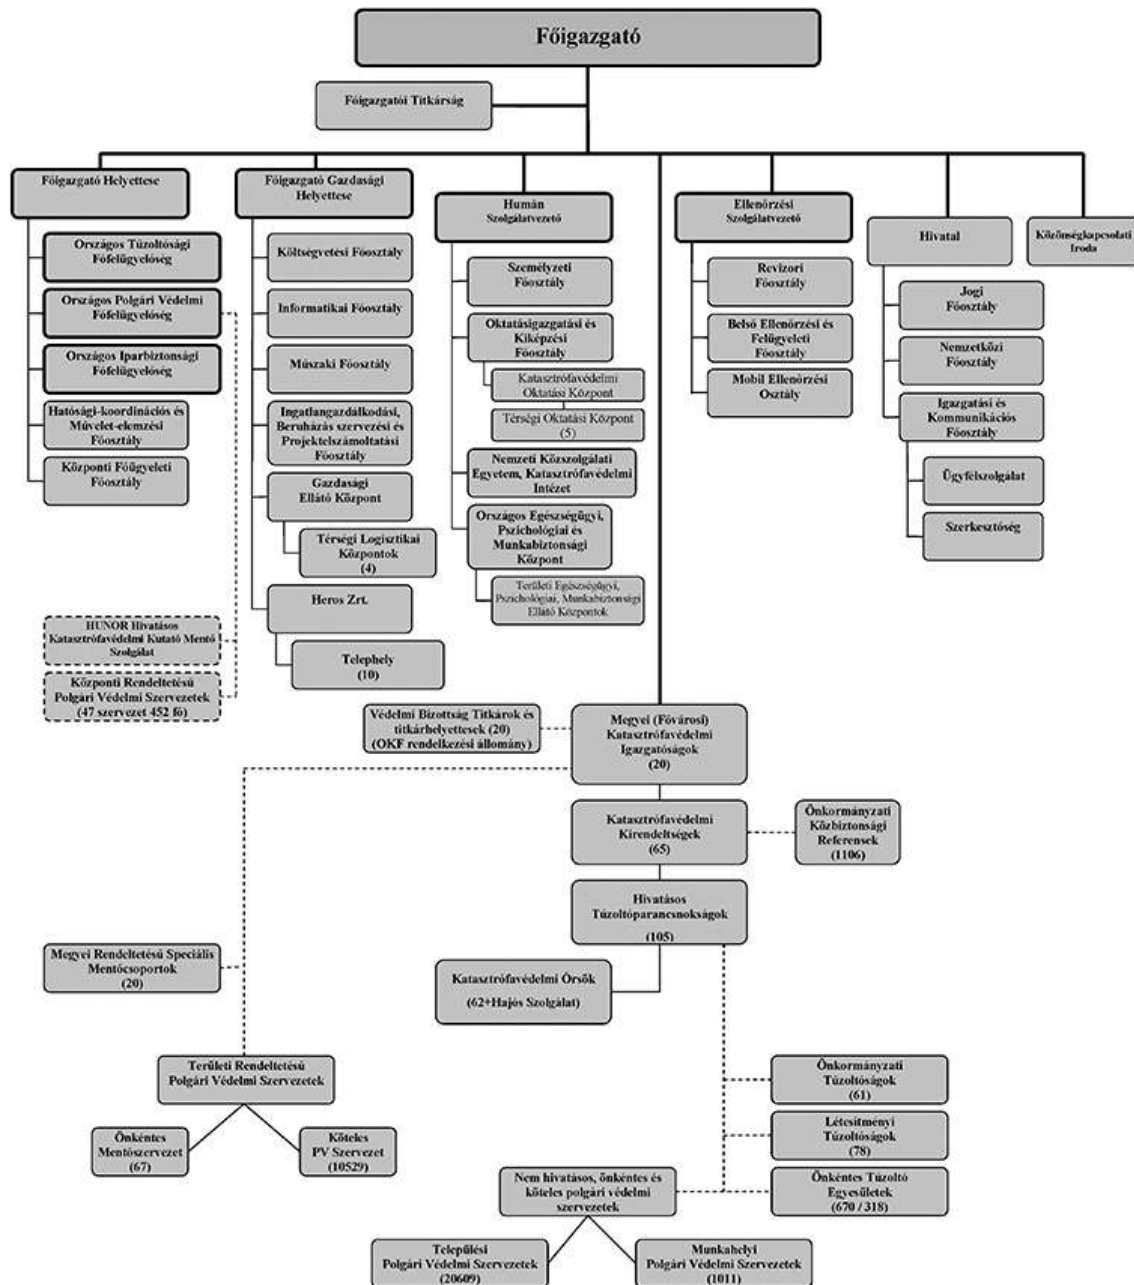 Főigazgató
Főigazgatói Titkárság
Főigazgató Helyettese
Országos Tűzoltósági
Főfelügyelőség
Országos Polgári Védelmi
Főfelügyelőség
Országos Iparbiztonsági
Főfelügyelőség
Hatósági-koordinációs és
Művelet-elemzési
Főosztály
Központi Főügyeleti
Főosztály
HUNOR Hivatásos
Katasztrófavédelmi Kutató Mentő
Szolgálat
Központi Rendeltetésű
Polgári Védelmi Szervezetek
(47 szervezet 452 fő)
Főigazgató Gazdasági
Helyettese
Költségvetési Főosztály
Informatikai Főosztály
Műszaki Főosztály
Ingatlangazdálkodási,
Beruházás szervezési és
Projektelszámoltatási
Főosztály
Gazdasági
Ellátó Központ
Térségi Logisztikai
Központok
(4)
Heros Zrt.
Telephely
(10)
Humán
Szolgálatvezető
Személyzeti
Főosztály
Oktatásigazgatási és
Kiképzési
Főosztály
Katasztrófavédelmi
Oktatási Központ
Térségi Oktatási Központ
(5)
Nemzeti Közszolgálati
Egyetem, Katasztrófavédelmi
Intézet
Országos Egészségügyi,
Pszichológiai és
Munkabiztonsági
Központ
Területi Egészségügyi,
Pszichológiai, Munkabiztonsági
Ellátó Központok
Ellenőrzési
Szolgálatvezető
Revizori
Főosztály
Belső Ellenőrzési és
Felügyeleti
Főosztály
Mobil Ellenőrzési
Osztály
Hivatal
Jogi
Főosztály
Nemzetközi
Főosztály
Igazgatási és
Kommunikációs
Főosztály
Ügyfélszolgálat
Szerkesztőség
Közönségkapcsolati
Iroda
Védelmi Bizottság Titkárok és
titkárhelyettesek (20)
(OKF rendelkezési állomány)
Megyei (Fővárosi)
Katasztrófavédelmi
Igazgatóságok
(20)
Katasztrófavédelmi
Kirendeltségek
(65)
Önkormányzati
Közbiztonsági
Referensek
(1106)
Hivatásos
Tűzoltóparancsnokságok
(105)
Katasztrófavédelmi Őrsök
(62+Hajós Szolgálat)
Megyei Rendeltetésű Speciális
Mentőcsoportok
(20)
Területi Rendeltetésű
Polgári Védelmi Szervezetek
Önkéntes
Mentőszervezet
(67)
Köteles
PV Szervezet
(10529)
Önkormányzati
Tűzoltóságok
(61)
Létesítményi
Tűzoltóságok
(78)
Önkéntes Tűzoltó
Egyesületek
(670 / 318)
Nem hivatásos, önkéntes és
köteles polgári védelmi
szervezetek
Települési
Polgári Védelmi Szervezetek
(20609)
Munkahelyi
Polgári Védelmi Szervezetek
(1011)